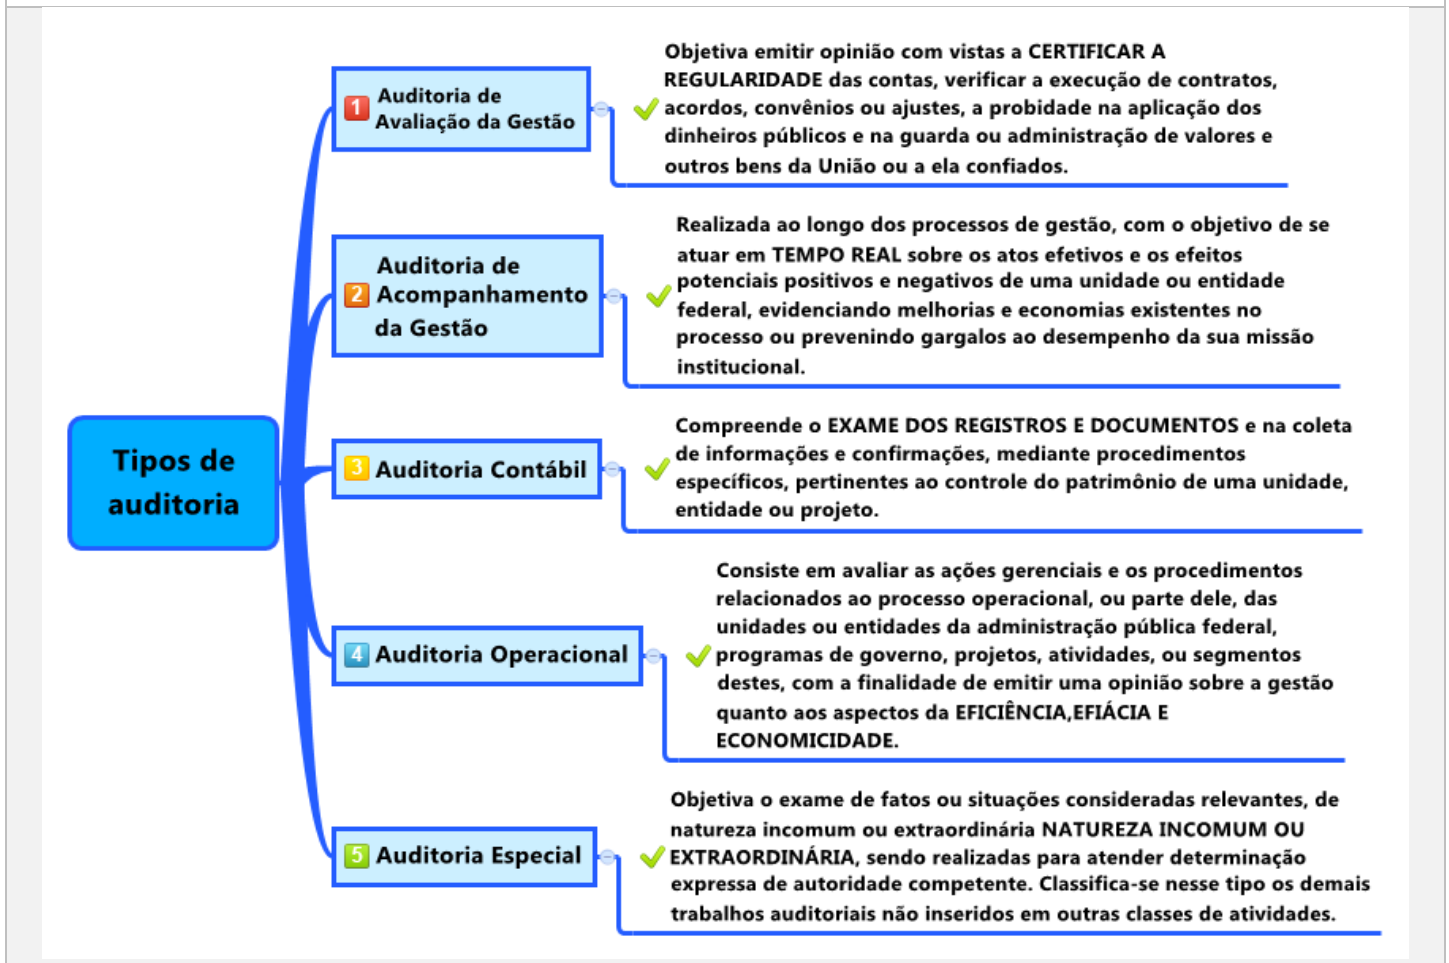 Tipos de
auditoria
1 Auditoria de
Avaliação da Gestão
Objetiva emitir opinião com vistas a CERTIFICAR A
REGULARIDADE das contas, verificar a execução de contratos,
acordos, convênios ou ajustes, a probidade na aplicação dos
dinheiros públicos e na guarda ou administração de valores e
outros bens da União ou a ela confiados.
2 Auditoria de
Acompanhamento
da Gestão
Realizada ao longo dos processos de gestão, com o objetivo de se
atuar em TEMPO REAL sobre os atos efetivos e os efeitos
potenciais positivos e negativos de uma unidade ou entidade
federal, evidenciando melhorias e economias existentes no
processo ou prevenindo gargalos ao desempenho da sua missão
institucional.
3 Auditoria Contábil
Compreende o EXAME DOS REGISTROS E DOCUMENTOS e na coleta
de informações e confirmações, mediante procedimentos
específicos, pertinentes ao controle do patrimônio de uma unidade,
entidade ou projeto.
4 Auditoria Operacional
Consiste em avaliar as ações gerenciais e os procedimentos
relacionados ao processo operacional, ou parte dele, das
unidades ou entidades da administração pública federal,
programas de governo, projetos, atividades, ou segmentos
destes, com a finalidade de emitir uma opinião sobre a gestão
quanto aos aspectos da EFICIÊNCIA,EFIÁCIA E
ECONOMICIDADE.
5 Auditoria Especial
Objetiva o exame de fatos ou situações consideradas relevantes, de
natureza incomum ou extraordinária NATUREZA INCOMUM OU
EXTRAORDINÁRIA, sendo realizadas para atender determinação
expressa de autoridade competente. Classifica-se nesse tipo os demais
trabalhos auditoriais não inseridos em outras classes de atividades.